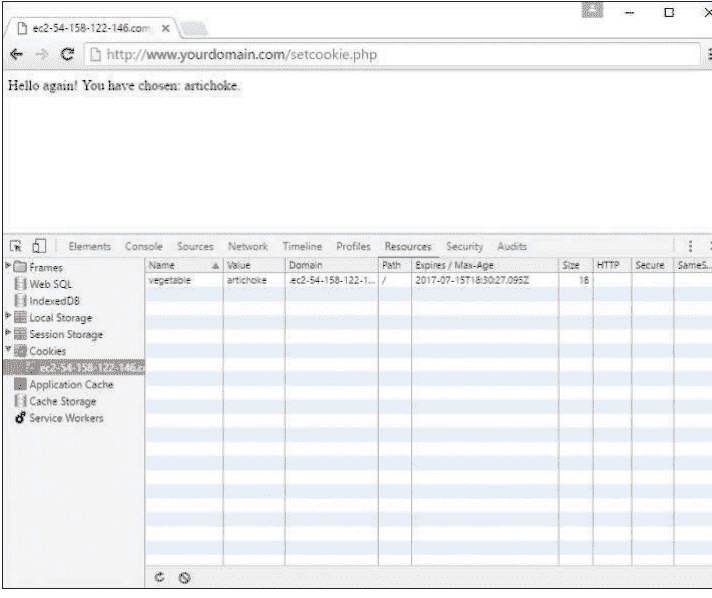 ec2-54-158-122-146.com
http://www.yourdomain.com/setcookie.php
Hello again! You have chosen: artichoke.
Elements Console Sources Network Timeline Profiles Resources Security Audits
Name Value Domain Path Expires / Max-Age Size HTTP Secure SameS...
vegetable artichoke .ec2-54-158-122-1... / 2017-07-15T18:30:27.095Z 18
Frames
Web SQL
IndexedDB
Local Storage
Session Storage
Cookies
ec2-54-158-122-146.c
Application Cache
Cache Storage
Service Workers